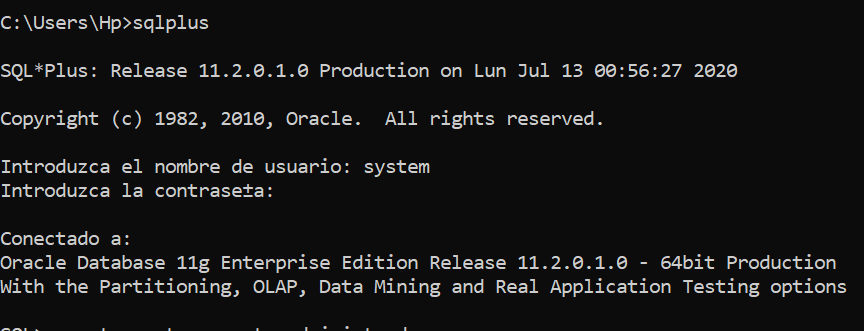 C:\Users\Hp>sqlplus
SQL*Plus: Release 11.2.0.1.0 Production on Lun Jul 13 00:56:27 2020
Copyright (c) 1982, 2010, Oracle.  All rights reserved.
Introduzca el nombre de usuario: system
Introduzca la contrase±a:
Conectado a:
Oracle Database 11g Enterprise Edition Release 11.2.0.1.0 - 64bit Production
With the Partitioning, OLAP, Data Mining and Real Application Testing options
SQL>